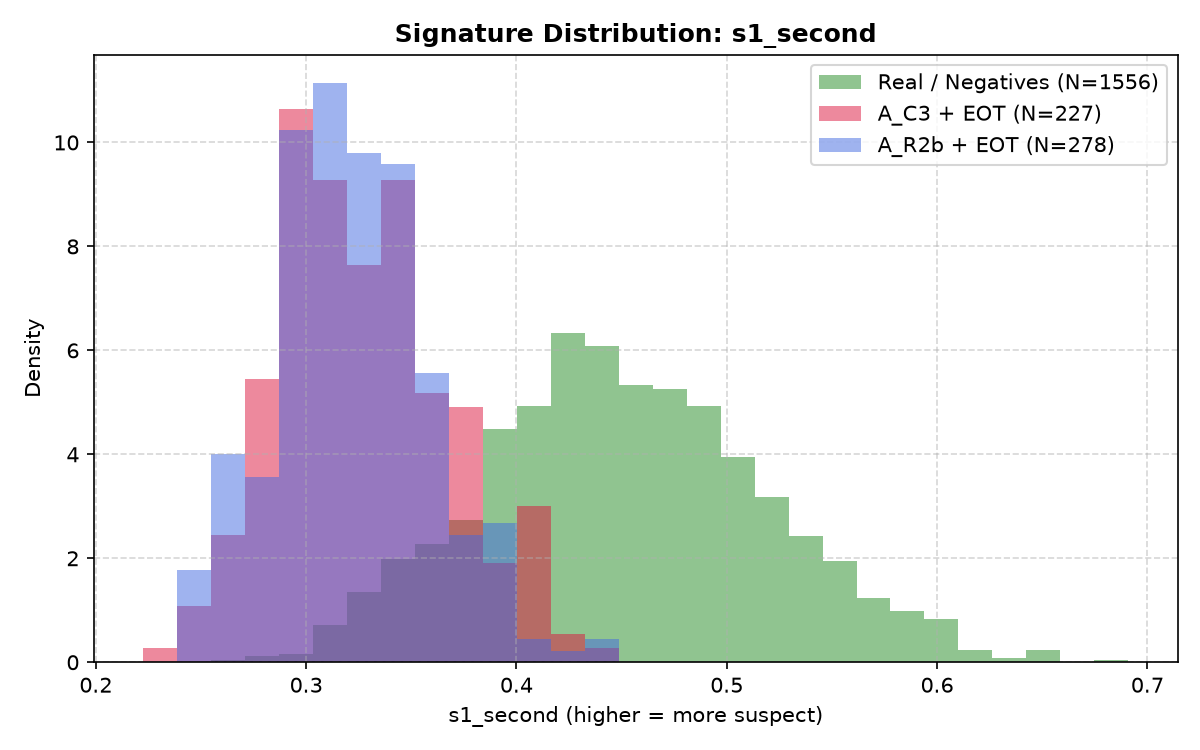 Signature Distribution: s1_second
Real / Negatives (N=1556)
A_C3 + EOT (N=227)
A_R2b + EOT (N=278)
Density
10
8
6
4
2
0
0.2 0.3 0.4 0.5 0.6 0.7
s1_second (higher = more suspect)